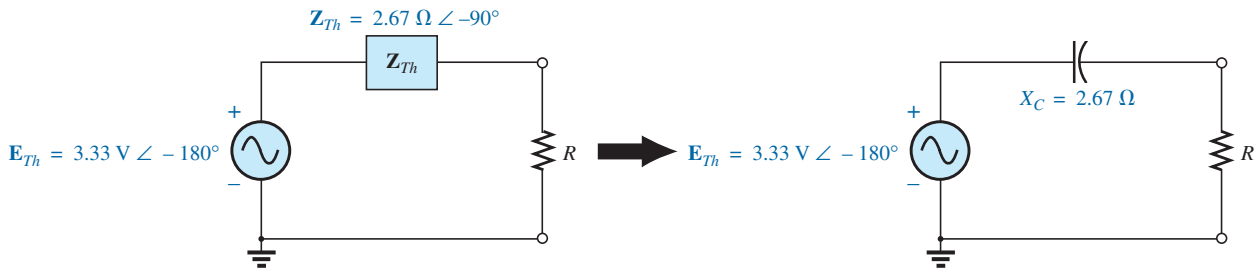 Z_Th = 2.67 Ω ∠ –90°
Z_Th
+
E_Th = 3.33 V ∠ – 180°
–
R
X_C = 2.67 Ω
+
E_Th = 3.33 V ∠ – 180°
–
R